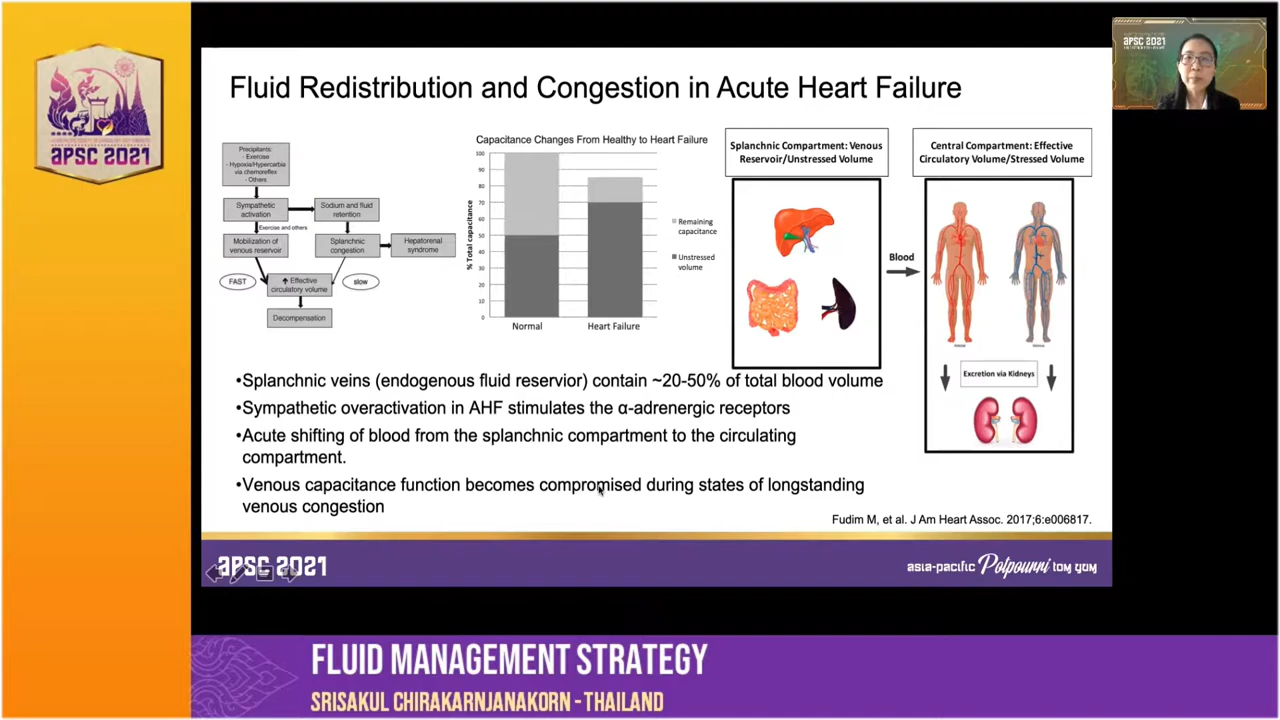 APSC 2021
APSC 2021
Fluid Redistribution and Congestion in Acute Heart Failure
Precipitants:
- Exercise
- Hypoxia/Hypercarbia
via chemoreflex
- Others
Sympathetic
activation
Sodium and fluid
retention
Exercise and others
Mobilization of
venous reservoir
Splanchnic
congestion
Hepatorenal
syndrome
FAST
↑ Effective
circulatory volume
slow
Decompensation
Capacitance Changes From Healthy to Heart Failure
% Total capacitance
100
90
80
70
60
50
40
30
20
10
0
Normal
Heart Failure
Remaining
capacitance
Unstressed
volume
Splanchnic Compartment: Venous
Reservoir/Unstressed Volume
Blood
Central Compartment: Effective
Circulatory Volume/Stressed Volume
Excretion via Kidneys
•Splanchnic veins (endogenous fluid reservior) contain ~20-50% of total blood volume
•Sympathetic overactivation in AHF stimulates the α-adrenergic receptors
•Acute shifting of blood from the splanchnic compartment to the circulating
compartment.
•Venous capacitance function becomes compromised during states of longstanding
venous congestion
Fudim M, et al. J Am Heart Assoc. 2017;6:e006817.
APSC 2021
ASIA-PACIFIC Potpourri TOM YUM
FLUID MANAGEMENT STRATEGY
SRISAKUL CHIRAKARNJANAKORN - THAILAND